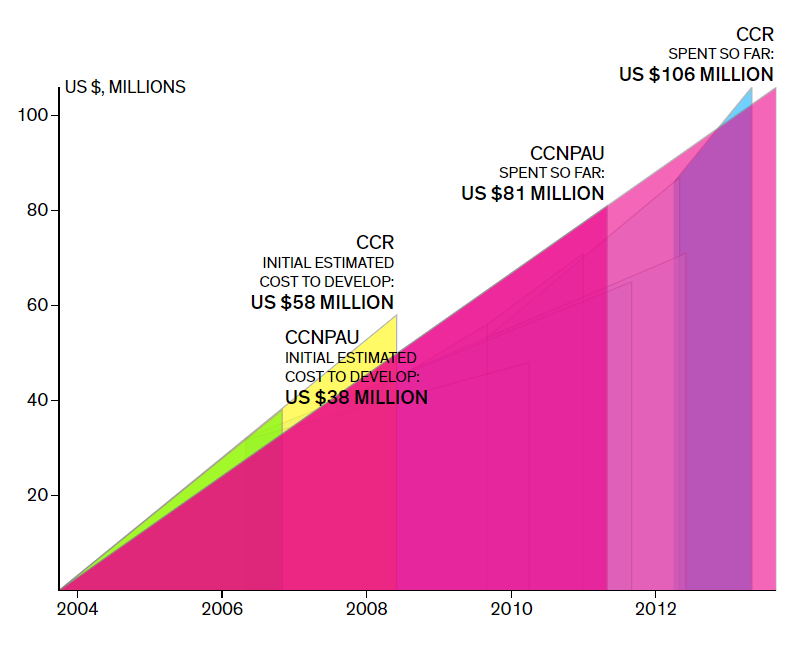 CCR
SPENT SO FAR:
US $106 MILLION
US $, MILLIONS
100
CCNPAU
SPENT SO FAR:
US $81 MILLION
80
CCR
INITIAL ESTIMATED
COST TO DEVELOP:
US $58 MILLION
60
CCNPAU
INITIAL ESTIMATED
COST TO DEVELOP:
US $38 MILLION
40
20
2004 2006 2008 2010 2012